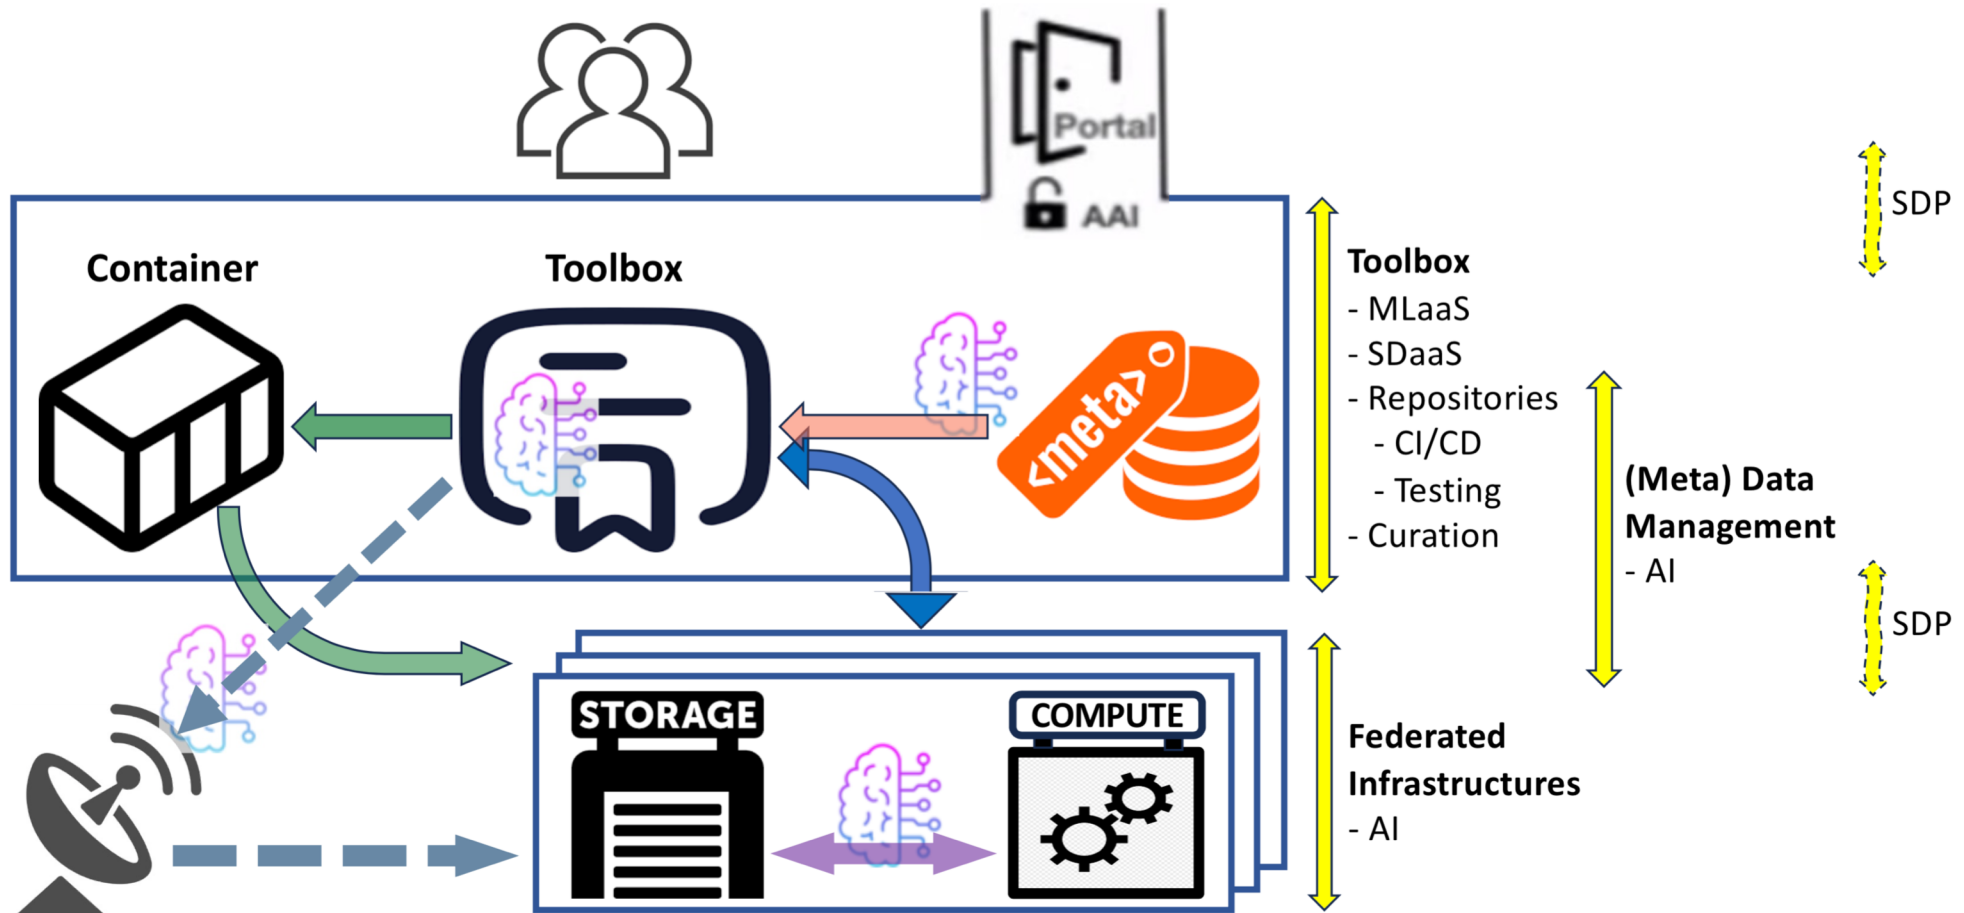 Portal
AAI
Container
Toolbox
<meta>
STORAGE
COMPUTE
Toolbox
- MLaaS
- SDaaS
- Repositories
- CI/CD
- Testing
- Curation
(Meta) Data
Management
- AI
Federated
Infrastructures
- AI
SDP
SDP